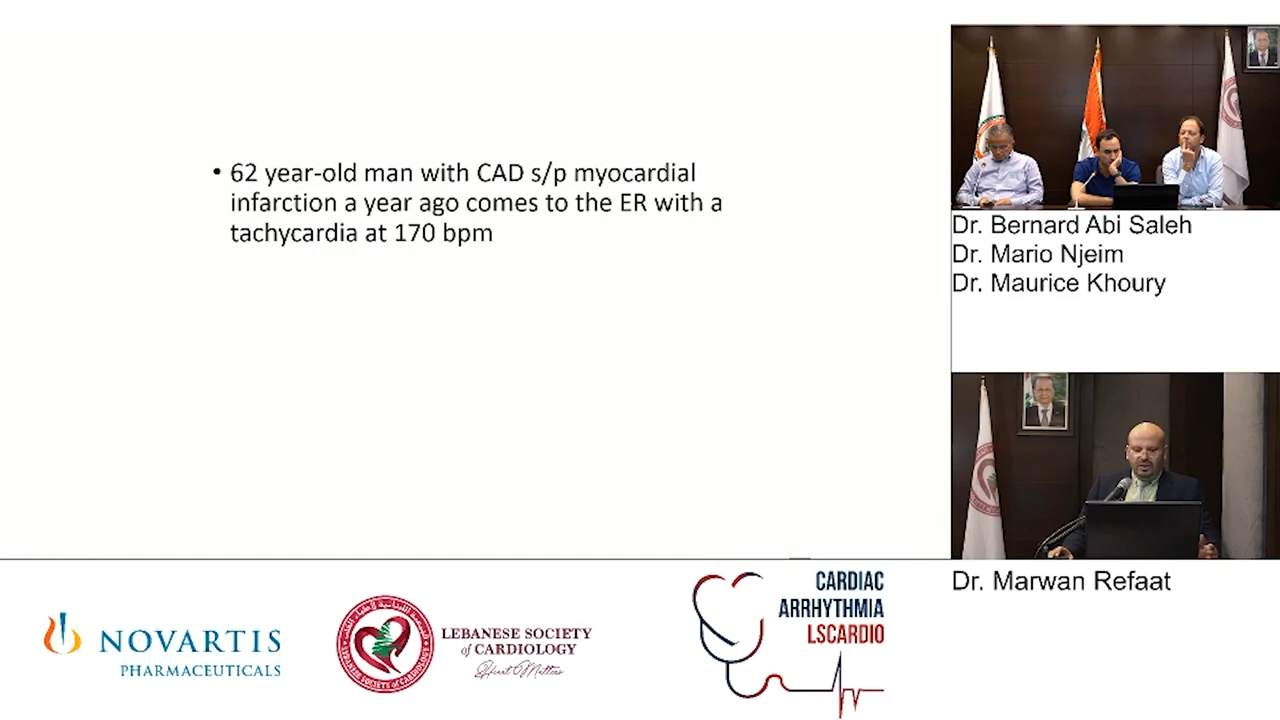 • 62 year-old man with CAD s/p myocardial
infarction a year ago comes to the ER with a
tachycardia at 170 bpm
Dr. Bernard Abi Saleh
Dr. Mario Njeim
Dr. Maurice Khoury
Dr. Marwan Refaat
NOVARTIS
PHARMACEUTICALS
LEBANESE SOCIETY
of CARDIOLOGY
Heart Matters
CARDIAC
ARRHYTHMIA
LSCARDIO